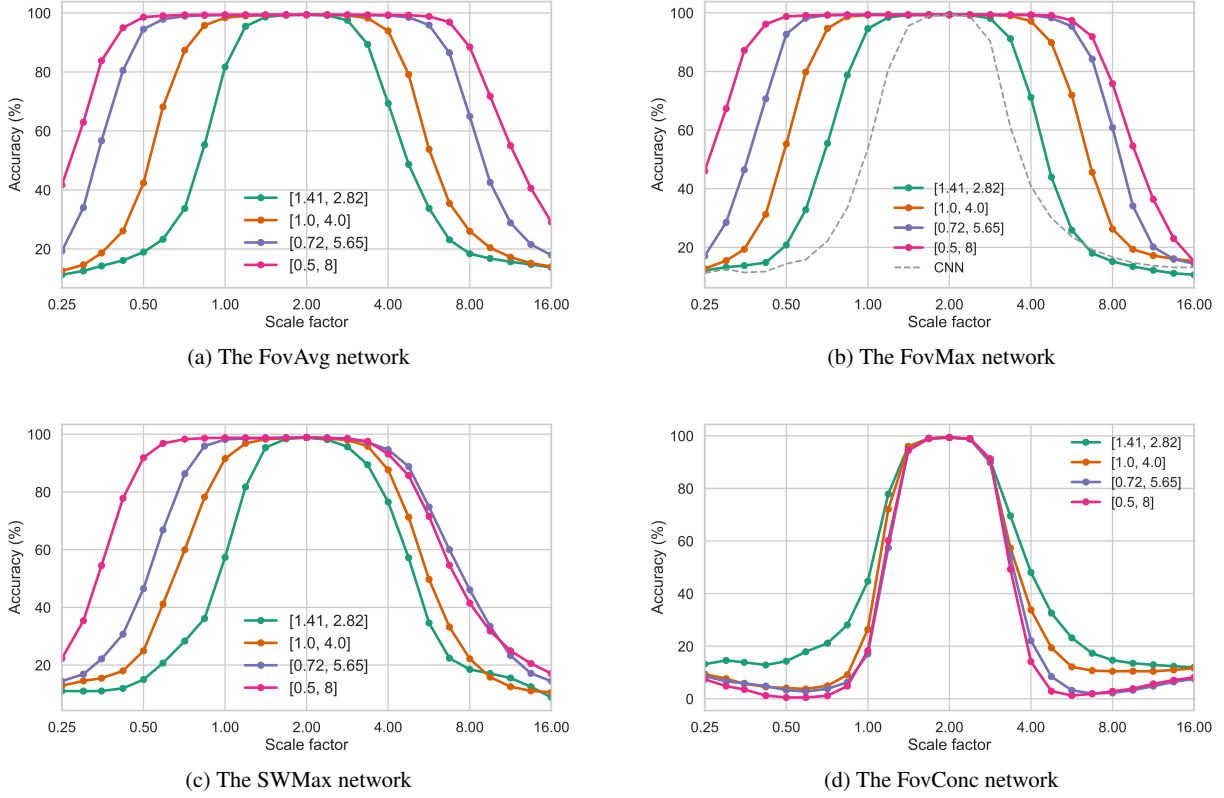 100
80
60
40
20
Accuracy (%)
[1.41, 2.82]
[1.0, 4.0]
[0.72, 5.65]
[0.5, 8]
0.25 0.50 1.00 2.00 4.00 8.00 16.00
Scale factor
(a) The FovAvg network
100
80
60
40
20
Accuracy (%)
[1.41, 2.82]
[1.0, 4.0]
[0.72, 5.65]
[0.5, 8]
CNN
0.25 0.50 1.00 2.00 4.00 8.00 16.00
Scale factor
(b) The FovMax network
100
80
60
40
20
Accuracy (%)
[1.41, 2.82]
[1.0, 4.0]
[0.72, 5.65]
[0.5, 8]
0.25 0.50 1.00 2.00 4.00 8.00 16.00
Scale factor
(c) The SWMax network
100
80
60
40
20
0
Accuracy (%)
[1.41, 2.82]
[1.0, 4.0]
[0.72, 5.65]
[0.5, 8]
0.25 0.50 1.00 2.00 4.00 8.00 16.00
Scale factor
(d) The FovConc network